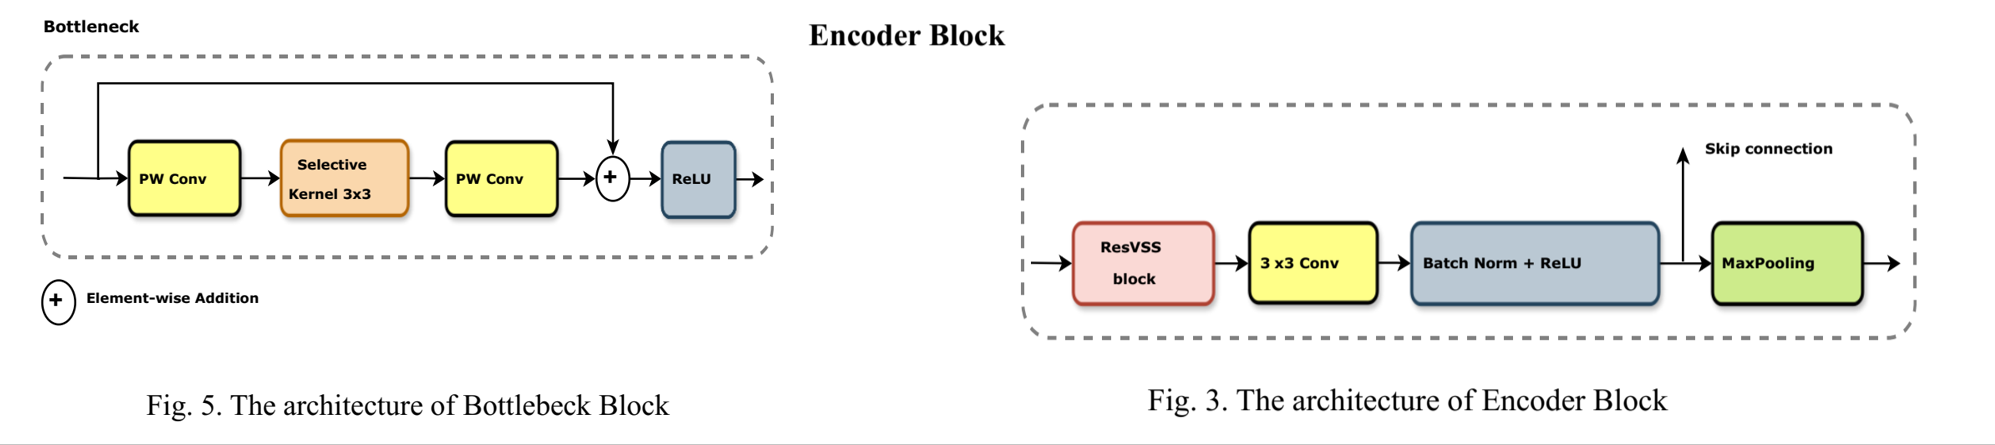 Bottleneck
PW Conv
Selective
Kernel 3x3
PW Conv
+
ReLU
+
Element-wise Addition
Fig. 5. The architecture of Bottlebeck Block
Encoder Block
Skip connection
ResVSS
block
3 x3 Conv
Batch Norm + ReLU
MaxPooling
Fig. 3. The architecture of Encoder Block